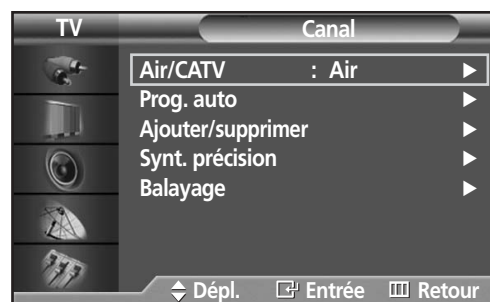 TV Canal
Air/CATV : Air
Prog. auto
Ajouter/supprimer
Synt. précision
Balayage
Dépl. Entrée Retour